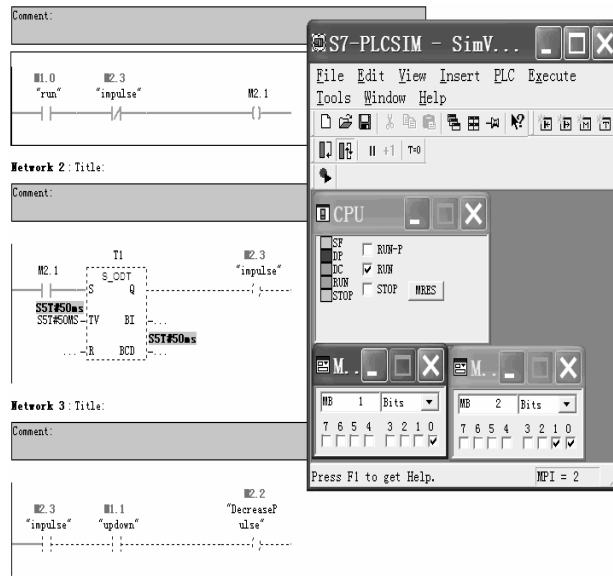 Comment:
M1.0 M2.3
"run" "inpulse" M2.1
Network 2 : Title:
Comment:
T1 M2.3
M2.1 S_ODT "inpulse"
S Q
S5T#50ms
S5T#50MS TV BI ...
S5T#50ms
... R BCD ...
Network 3 : Title:
Comment:
M2.2
M2.3 M1.1 "DecreaseP
"inpulse" "updown" ulse"
S7-PLCSIM - SimV...
File Edit View Insert PLC Execute
Tools Window Help
+1 T=0
CPU
SF
DP RUN-P
DC RUN
RUN
STOP STOP MRES
M..
MB 1 Bits
7 6 5 4 3 2 1 0
M..
MB 2 Bits
7 6 5 4 3 2 1 0
Press F1 to get Help. MPI = 2